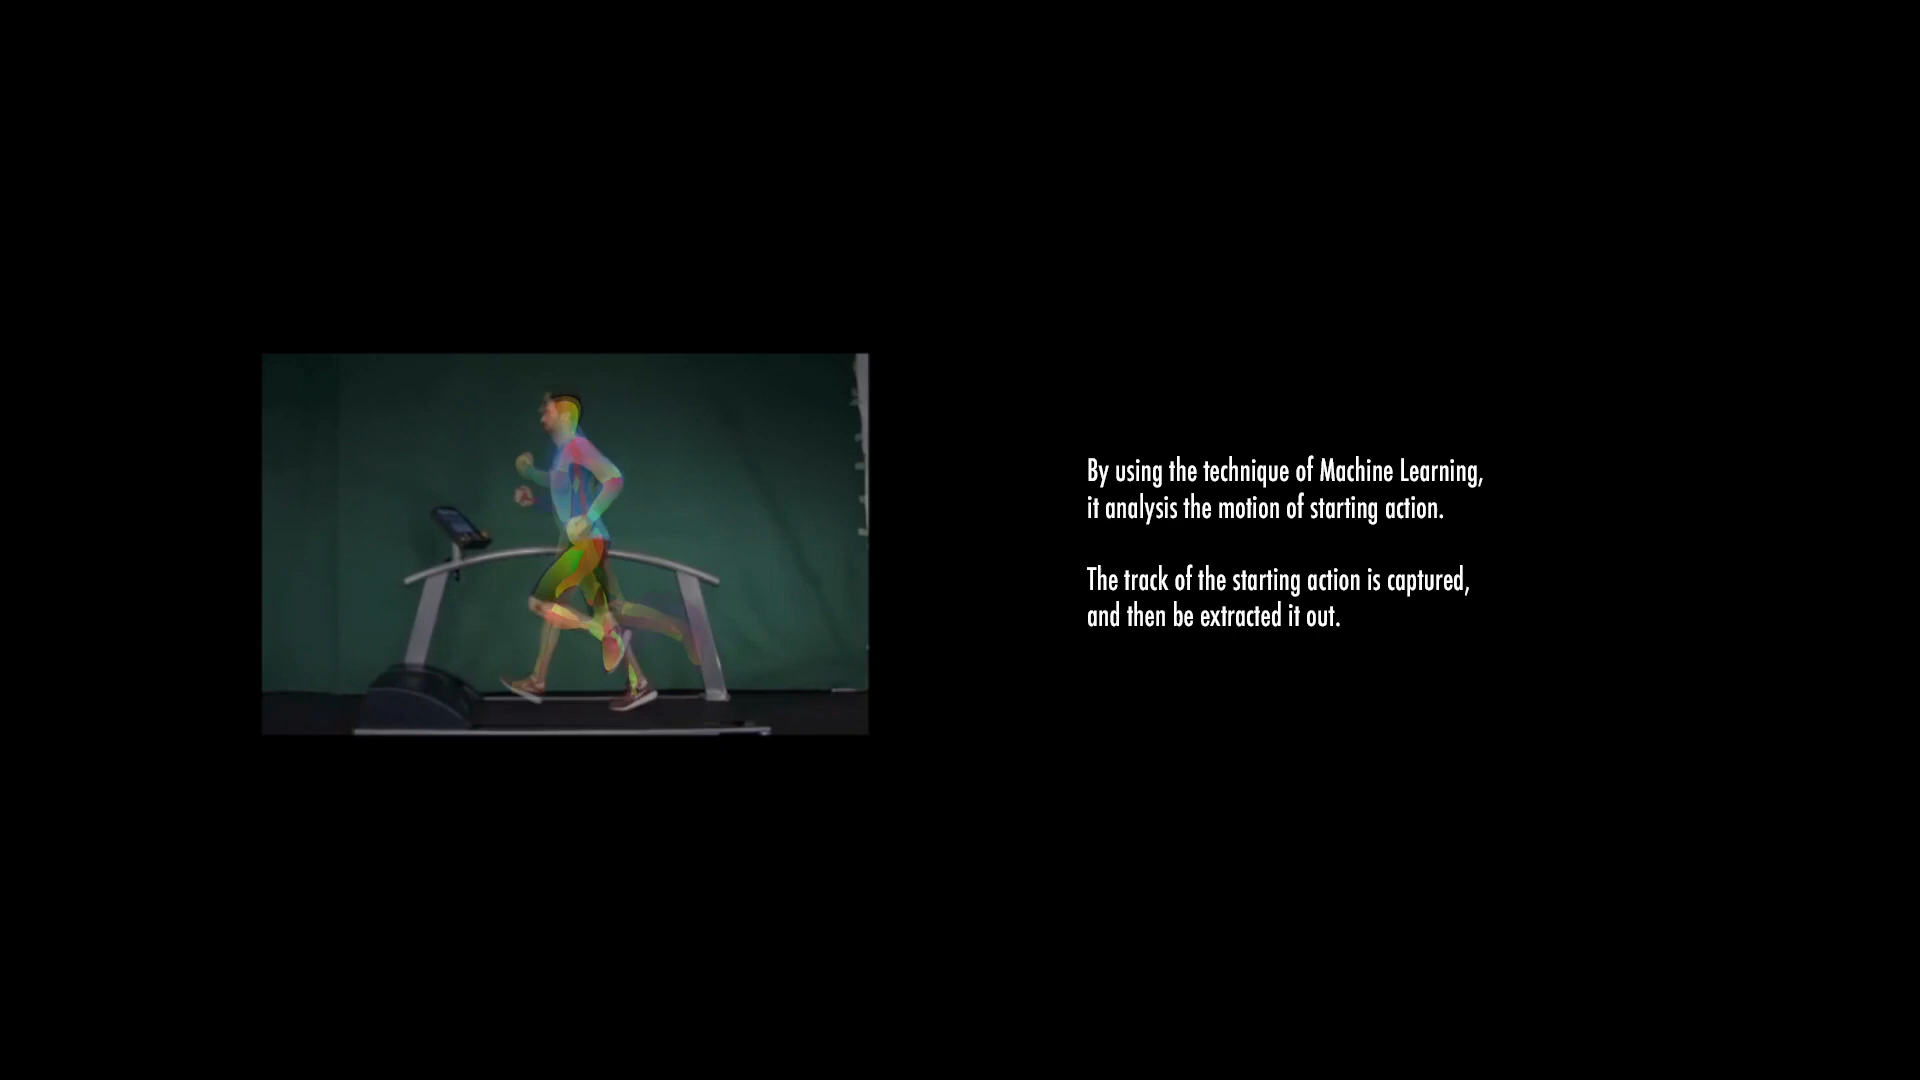 By using the technique of Machine Learning,
it analysis the motion of starting action.
The track of the starting action is captured,
and then be extracted it out.